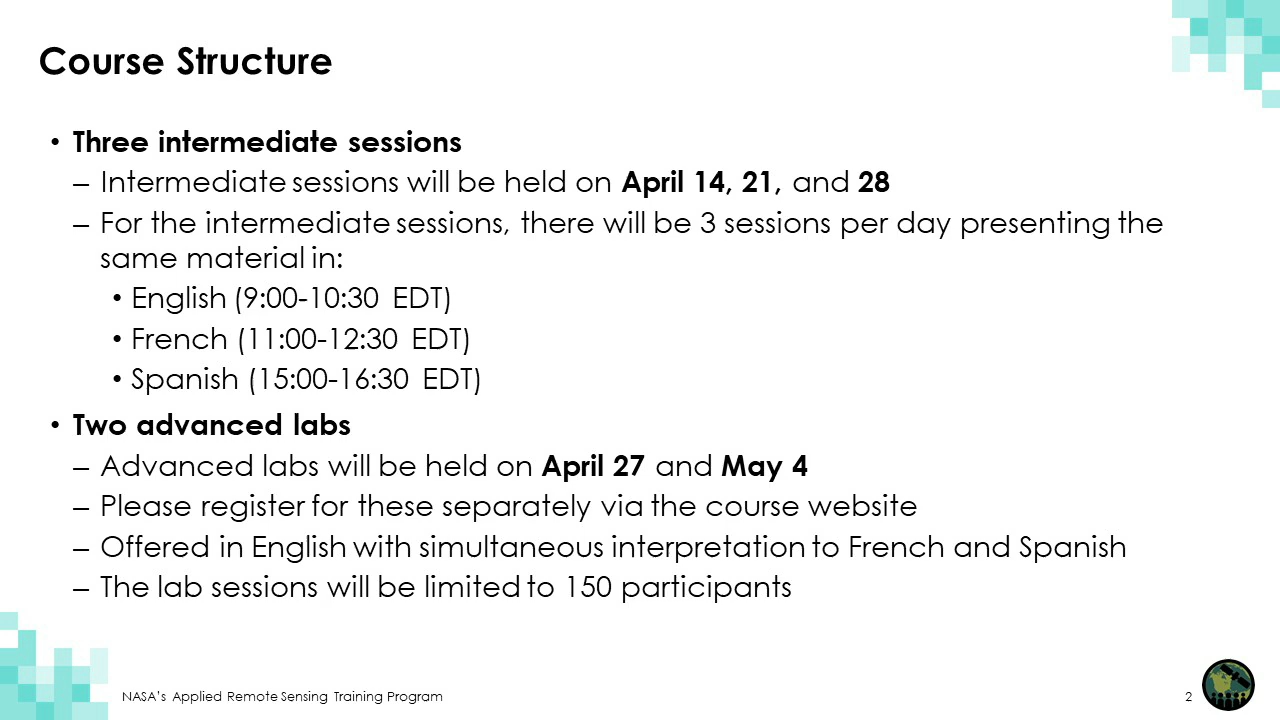 Course Structure
• Three intermediate sessions
– Intermediate sessions will be held on April 14, 21, and 28
– For the intermediate sessions, there will be 3 sessions per day presenting the
same material in:
• English (9:00-10:30 EDT)
• French (11:00-12:30 EDT)
• Spanish (15:00-16:30 EDT)
• Two advanced labs
– Advanced labs will be held on April 27 and May 4
– Please register for these separately via the course website
– Offered in English with simultaneous interpretation to French and Spanish
– The lab sessions will be limited to 150 participants
NASA's Applied Remote Sensing Training Program
2